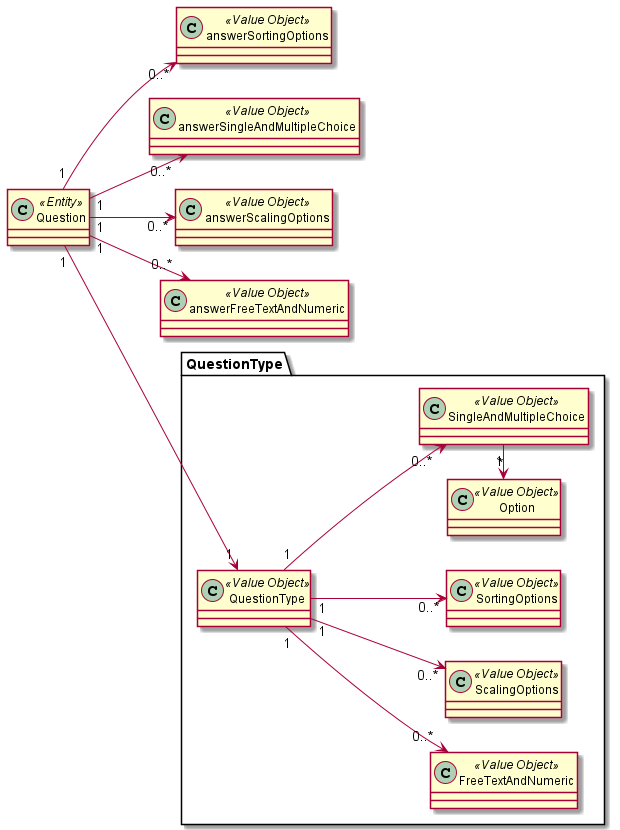 «Value Object»
C
answerSortingOptions
0..*
1
«Value Object»
C
answerSingleAndMultipleChoice
0..*
1
«Entity»
C
Question
«Value Object»
C
answerScalingOptions
1
0..*
1
1
0..*
«Value Object»
C
answerFreeTextAndNumeric
QuestionType
«Value Object»
C
SingleAndMultipleChoice
0..*
1
*
«Value Object»
C
Option
1
1
«Value Object»
C
QuestionType
«Value Object»
C
SortingOptions
1
0..*
1
1
«Value Object»
C
ScalingOptions
0..*
0..*
«Value Object»
C
FreeTextAndNumeric